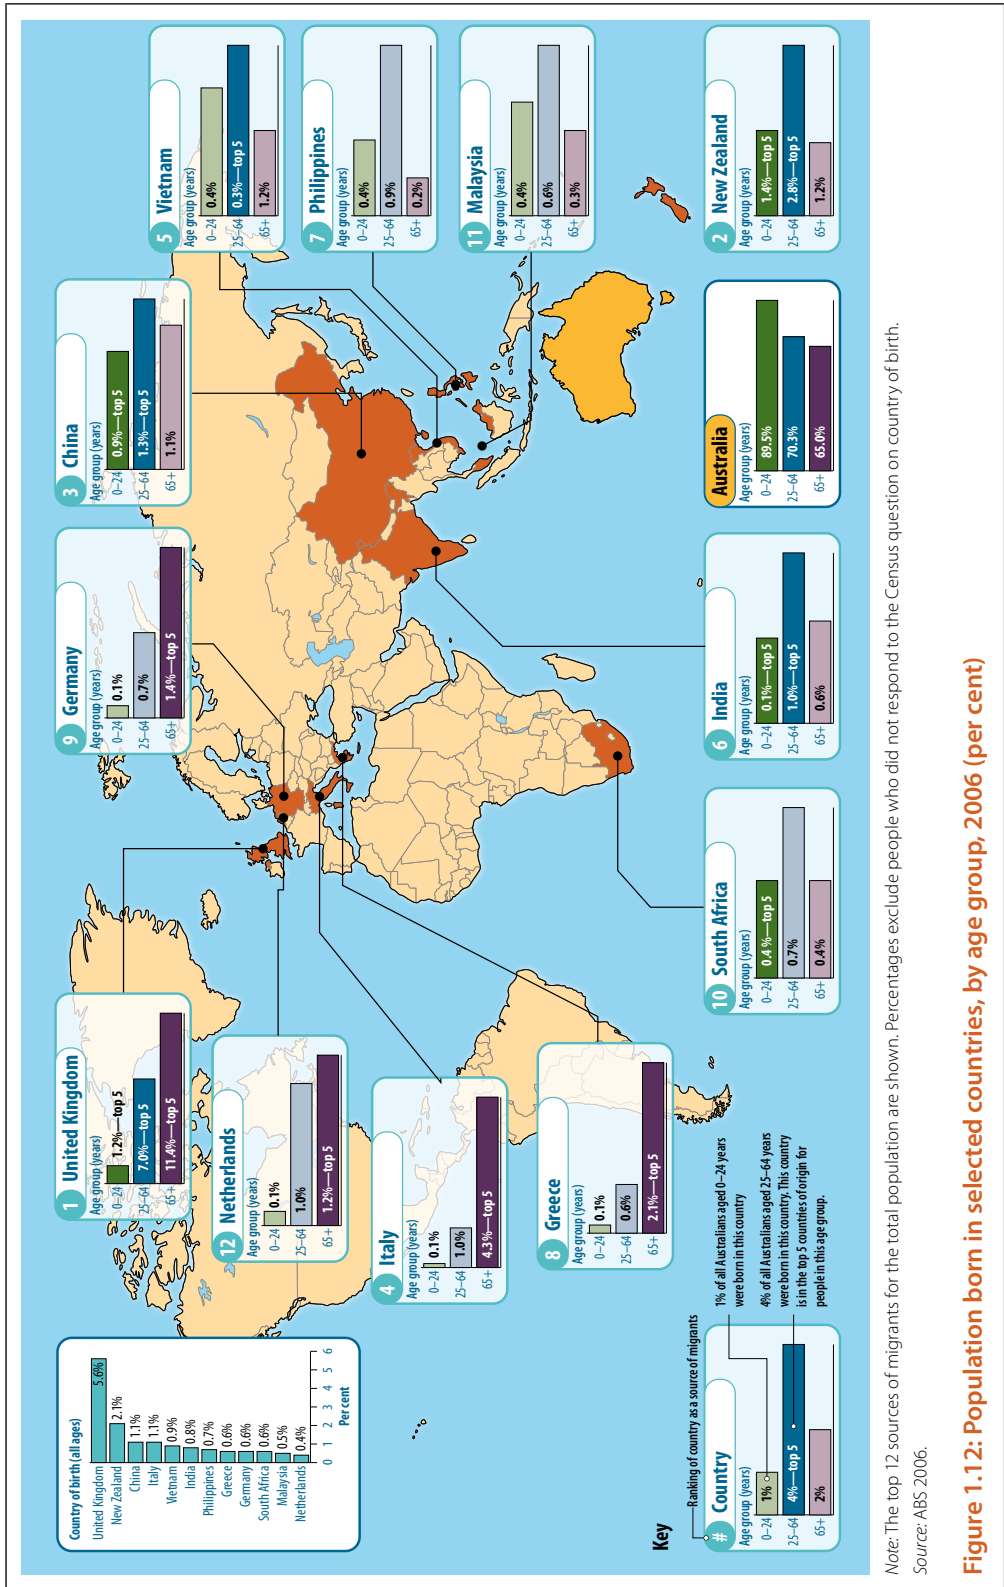 Country of birth (all ages)
United Kingdom 5.6%
New Zealand 2.1%
China 1.1%
Italy 1.1%
Vietnam 0.9%
India 0.8%
Philippines 0.7%
Greece 0.6%
Germany 0.6%
South Africa 0.6%
Malaysia 0.5%
Netherlands 0.4%
0 1 2 3 4 5 6
Per cent
1 United Kingdom
Age group (years)
0–24 1.2%—top 5
25–64 7.0%—top 5
65+ 11.4%—top 5
9 Germany
Age group (years)
0–24 0.1%
25–64 0.7%
65+ 1.4%—top 5
3 China
Age group (years)
0–24 0.9%—top 5
25–64 1.3%—top 5
65+ 1.1%
5 Vietnam
Age group (years)
0–24 0.4%
25–64 0.3%—top 5
65+ 1.2%
12 Netherlands
Age group (years)
0–24 0.1%
25–64 1.0%
65+ 1.2%—top 5
7 Philippines
Age group (years)
0–24 0.4%
25–64 0.9%
65+ 0.2%
4 Italy
Age group (years)
0–24 0.1%
25–64 1.0%
65+ 4.3%—top 5
11 Malaysia
Age group (years)
0–24 0.4%
25–64 0.6%
65+ 0.3%
8 Greece
Age group (years)
0–24 0.1%
25–64 0.6%
65+ 2.1%—top 5
Key
Ranking of country as a source of migrants
# Country
Age group (years)
0–24 1%
25–64 4%—top 5
65+ 2%
1% of all Australians aged 0–24 years
were born in this country
4% of all Australians aged 25–64 years
were born in this country. This country
is in the top 5 countries of origin for
people in this age group.
10 South Africa
Age group (years)
0–24 0.4%—top 5
25–64 0.7%
65+ 0.4%
6 India
Age group (years)
0–24 0.1%—top 5
25–64 1.0%—top 5
65+ 0.6%
Australia
Age group (years)
0–24 89.5%
25–64 70.3%
65+ 65.0%
2 New Zealand
Age group (years)
0–24 1.4%—top 5
25–64 2.8%—top 5
65+ 1.2%
Note: The top 12 sources of migrants for the total population are shown. Percentages exclude people who did not respond to the Census question on country of birth.
Source: ABS 2006.
Figure 1.12: Population born in selected countries, by age group, 2006 (per cent)